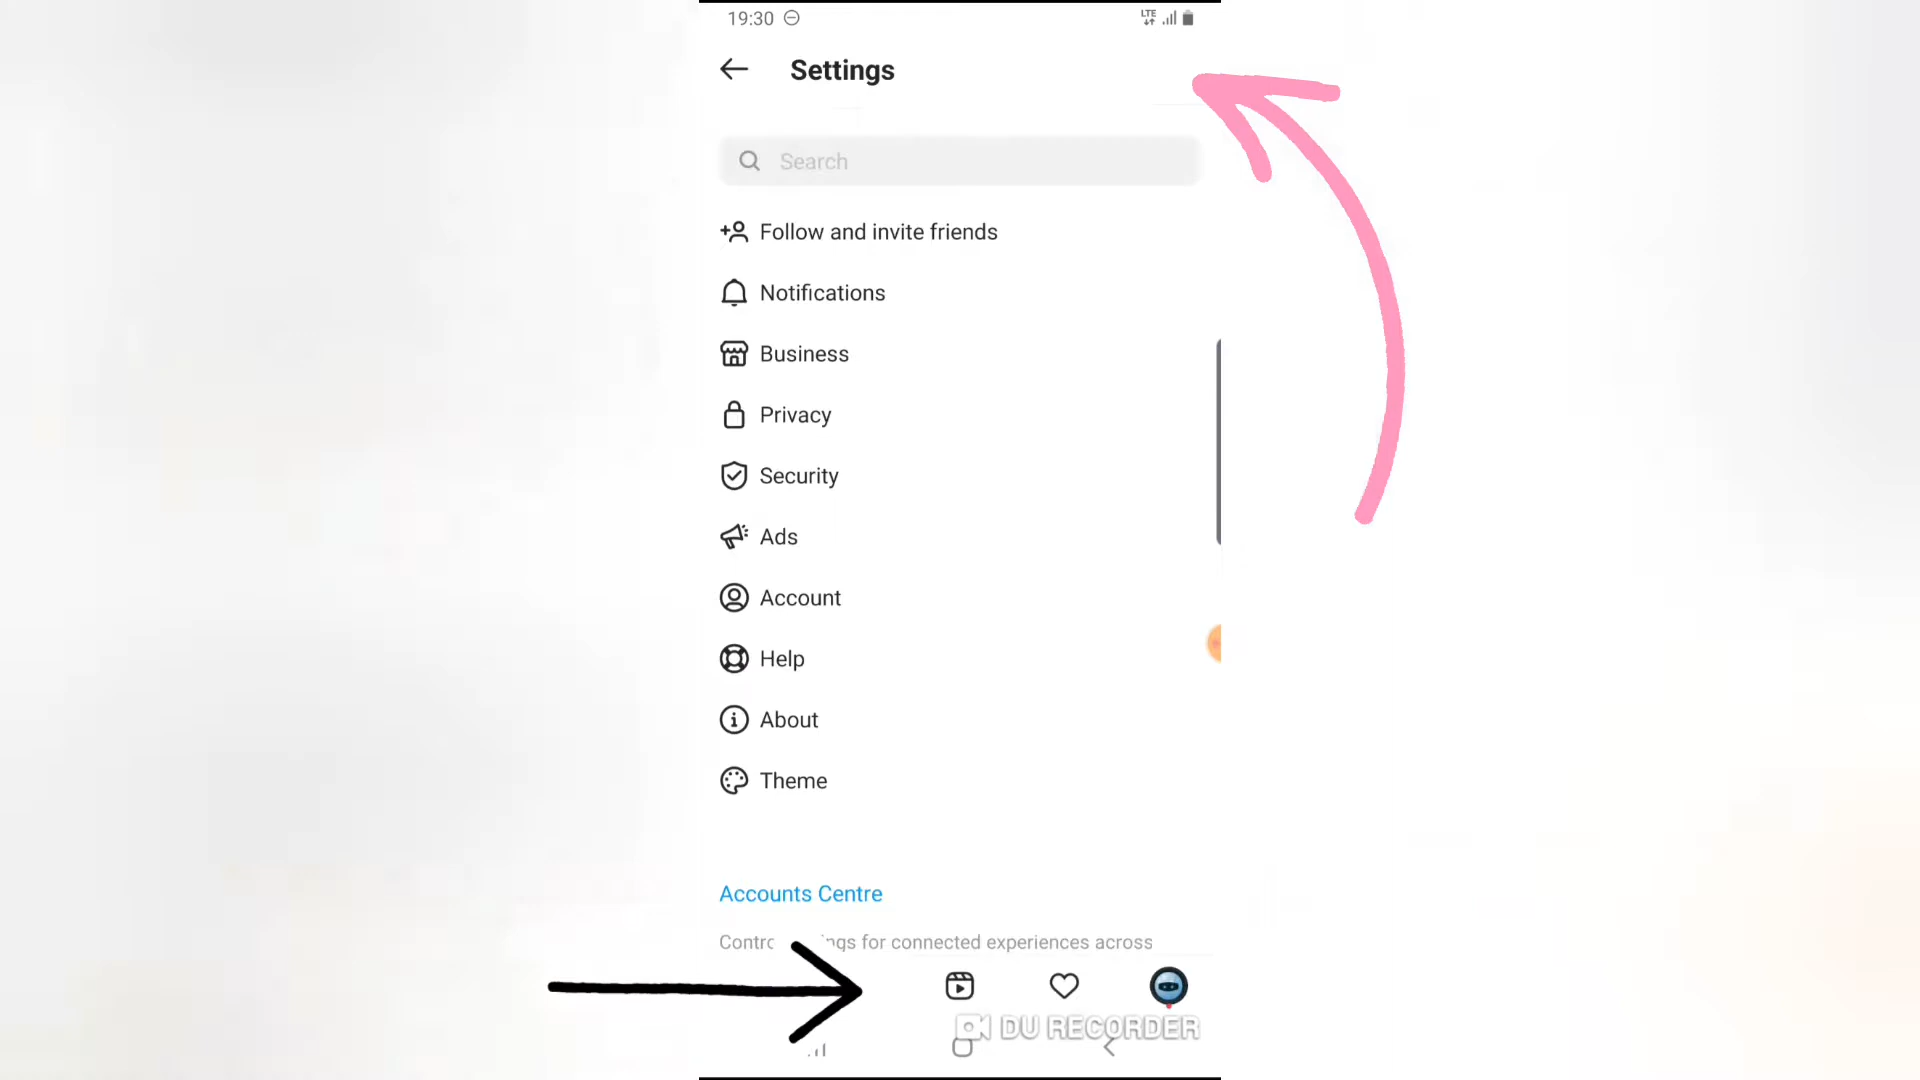 19:30
LTE
Settings
Search
Follow and invite friends
Notifications
Business
Privacy
Security
Ads
Account
Help
About
Theme
Accounts Centre
for connected experiences across
DU RECORDER